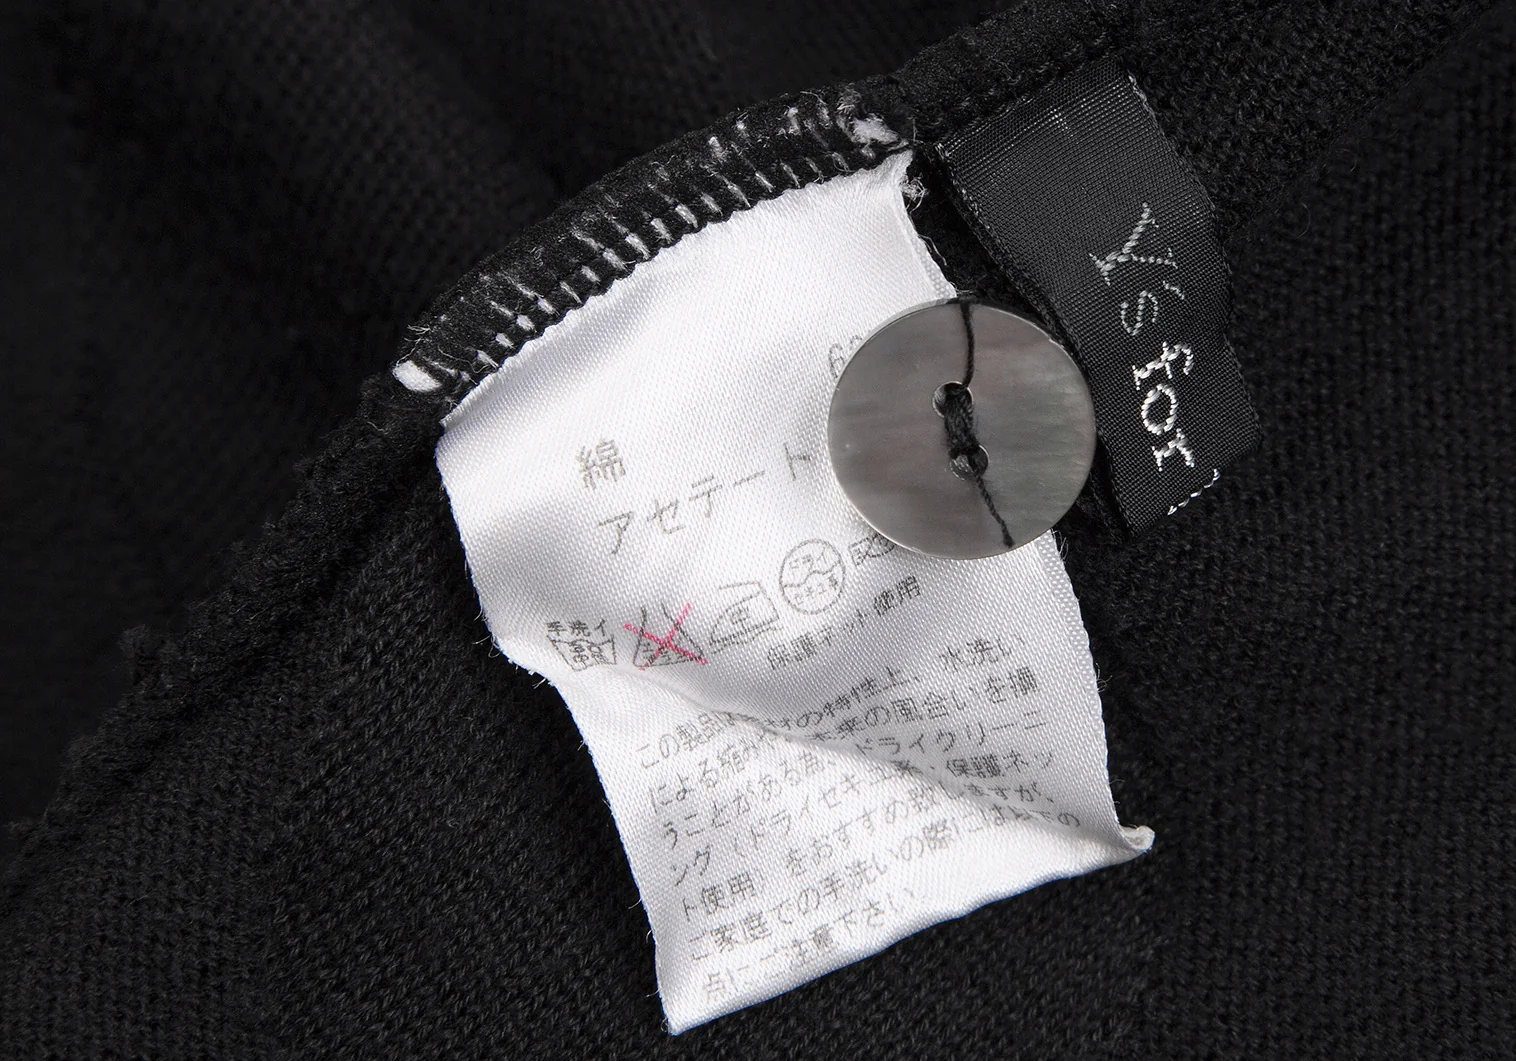 綿
アセテート
手洗イ
保護ネット使用
この製品は素材の特性上、水洗い
による縮みや本来の風合いを損
うことがある為、ドライクリーニ
ング（ドライセキユ系・保護ネッ
ト使用）をおすすめ致しますが、
ご家庭での手洗いの際には以下の
点にご注意下さい。
Y's for